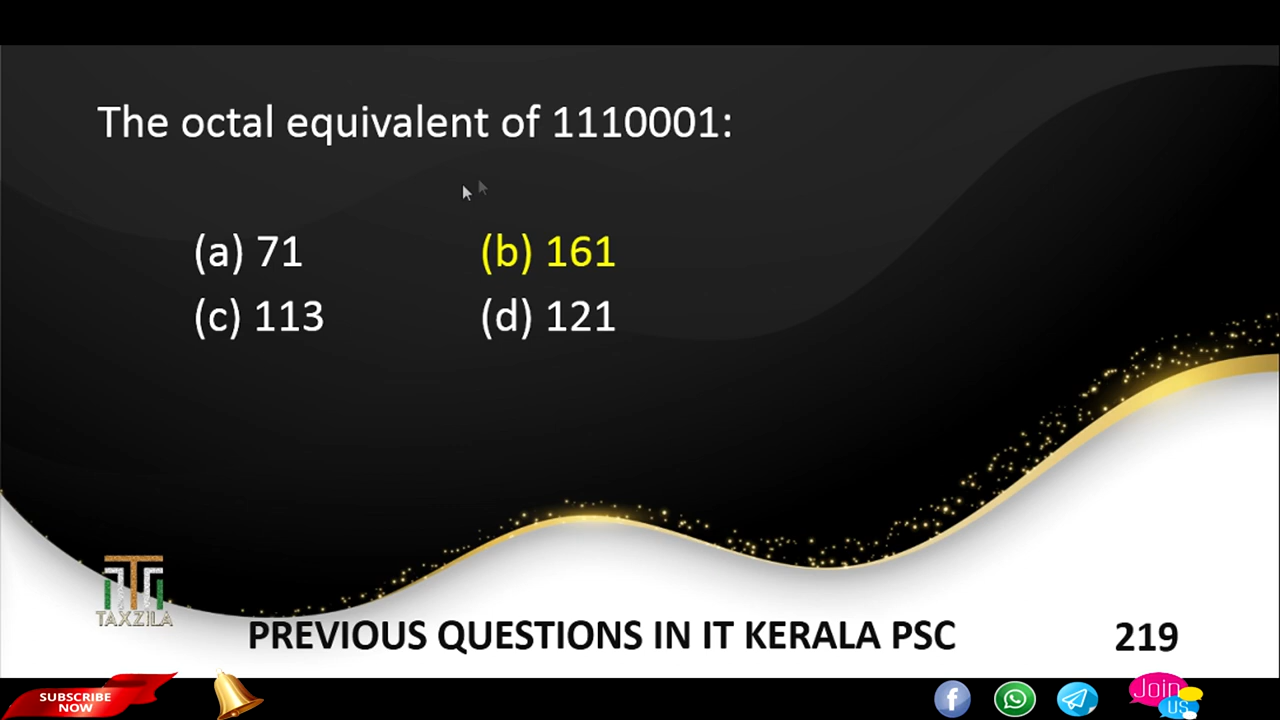 The octal equivalent of 1110001:
(a) 71 (b) 161
(c) 113 (d) 121
TAXZILA
PREVIOUS QUESTIONS IN IT KERALA PSC 219
SUBSCRIBE
NOW
Join
us